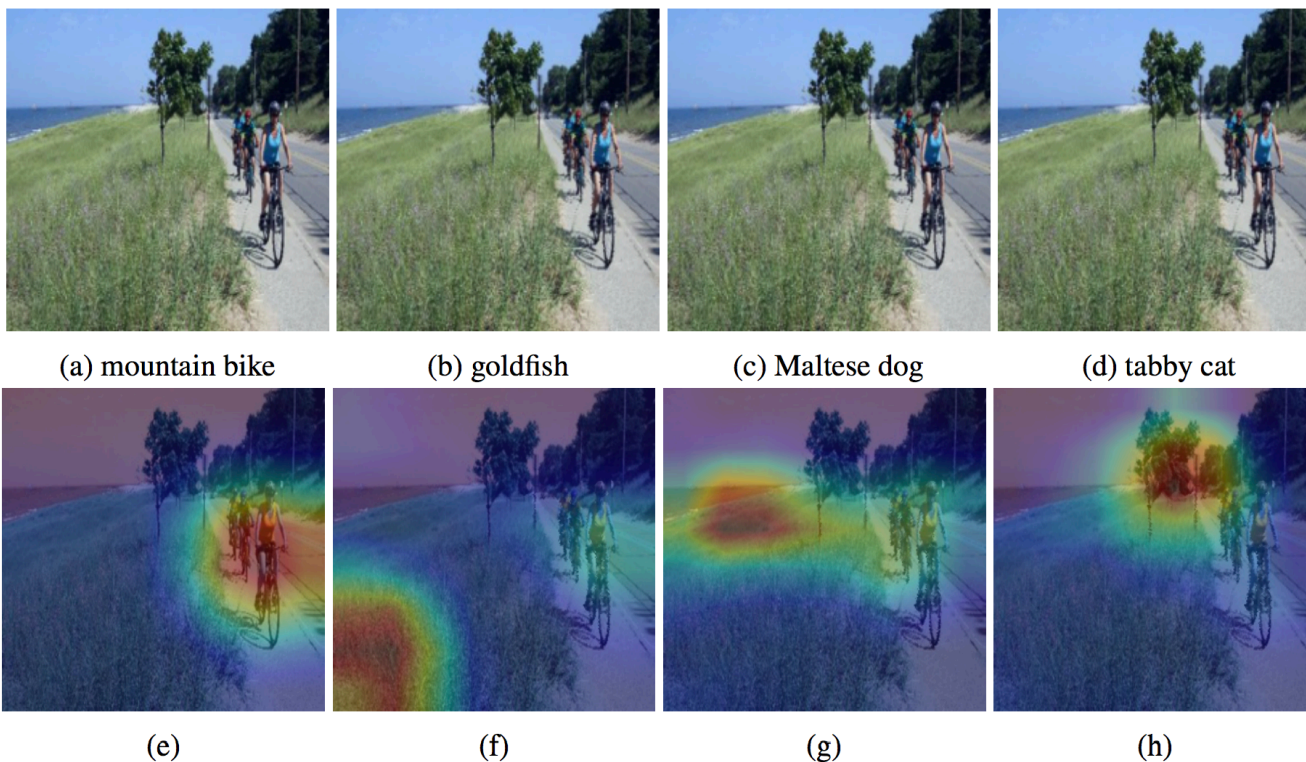 (a) mountain bike
(b) goldfish
(c) Maltese dog
(d) tabby cat
(e)
(f)
(g)
(h)